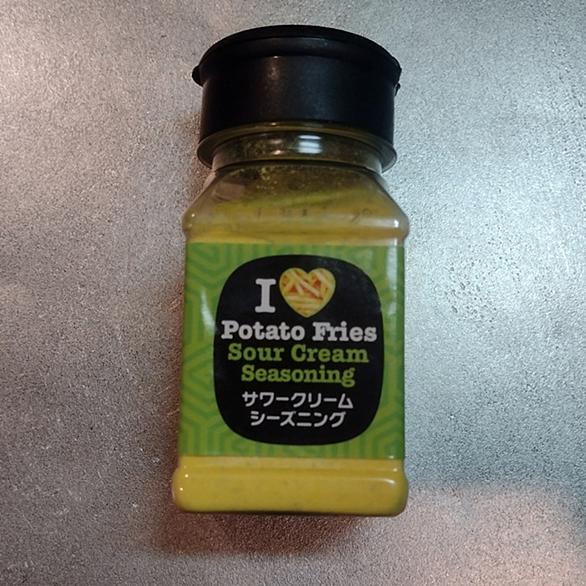 I
Potato Fries
Sour Cream
Seasoning
サワークリーム
シーズニング